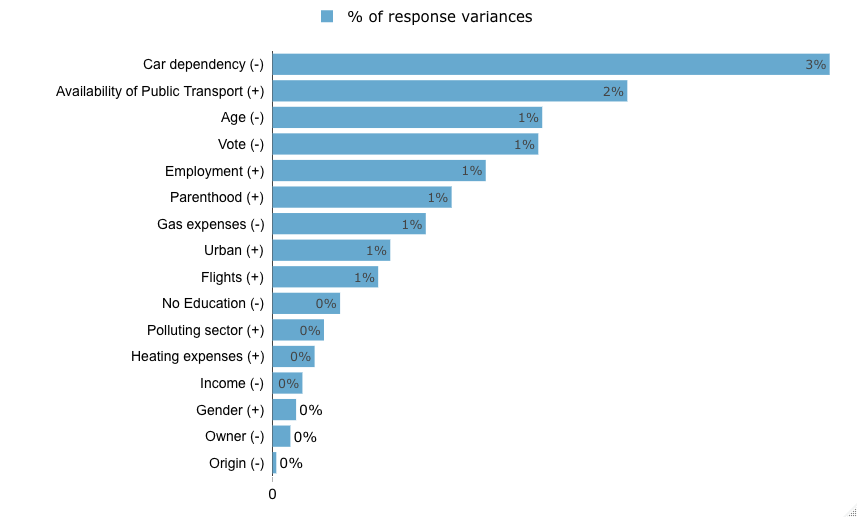 % of response variances
Car dependency (-) 3%
Availability of Public Transport (+) 2%
Age (-) 1%
Vote (-) 1%
Employment (+) 1%
Parenthood (+) 1%
Gas expenses (-) 1%
Urban (+) 1%
Flights (+) 1%
No Education (-) 0%
Polluting sector (+) 0%
Heating expenses (+) 0%
Income (-) 0%
Gender (+) 0%
Owner (-) 0%
Origin (-) 0%
0